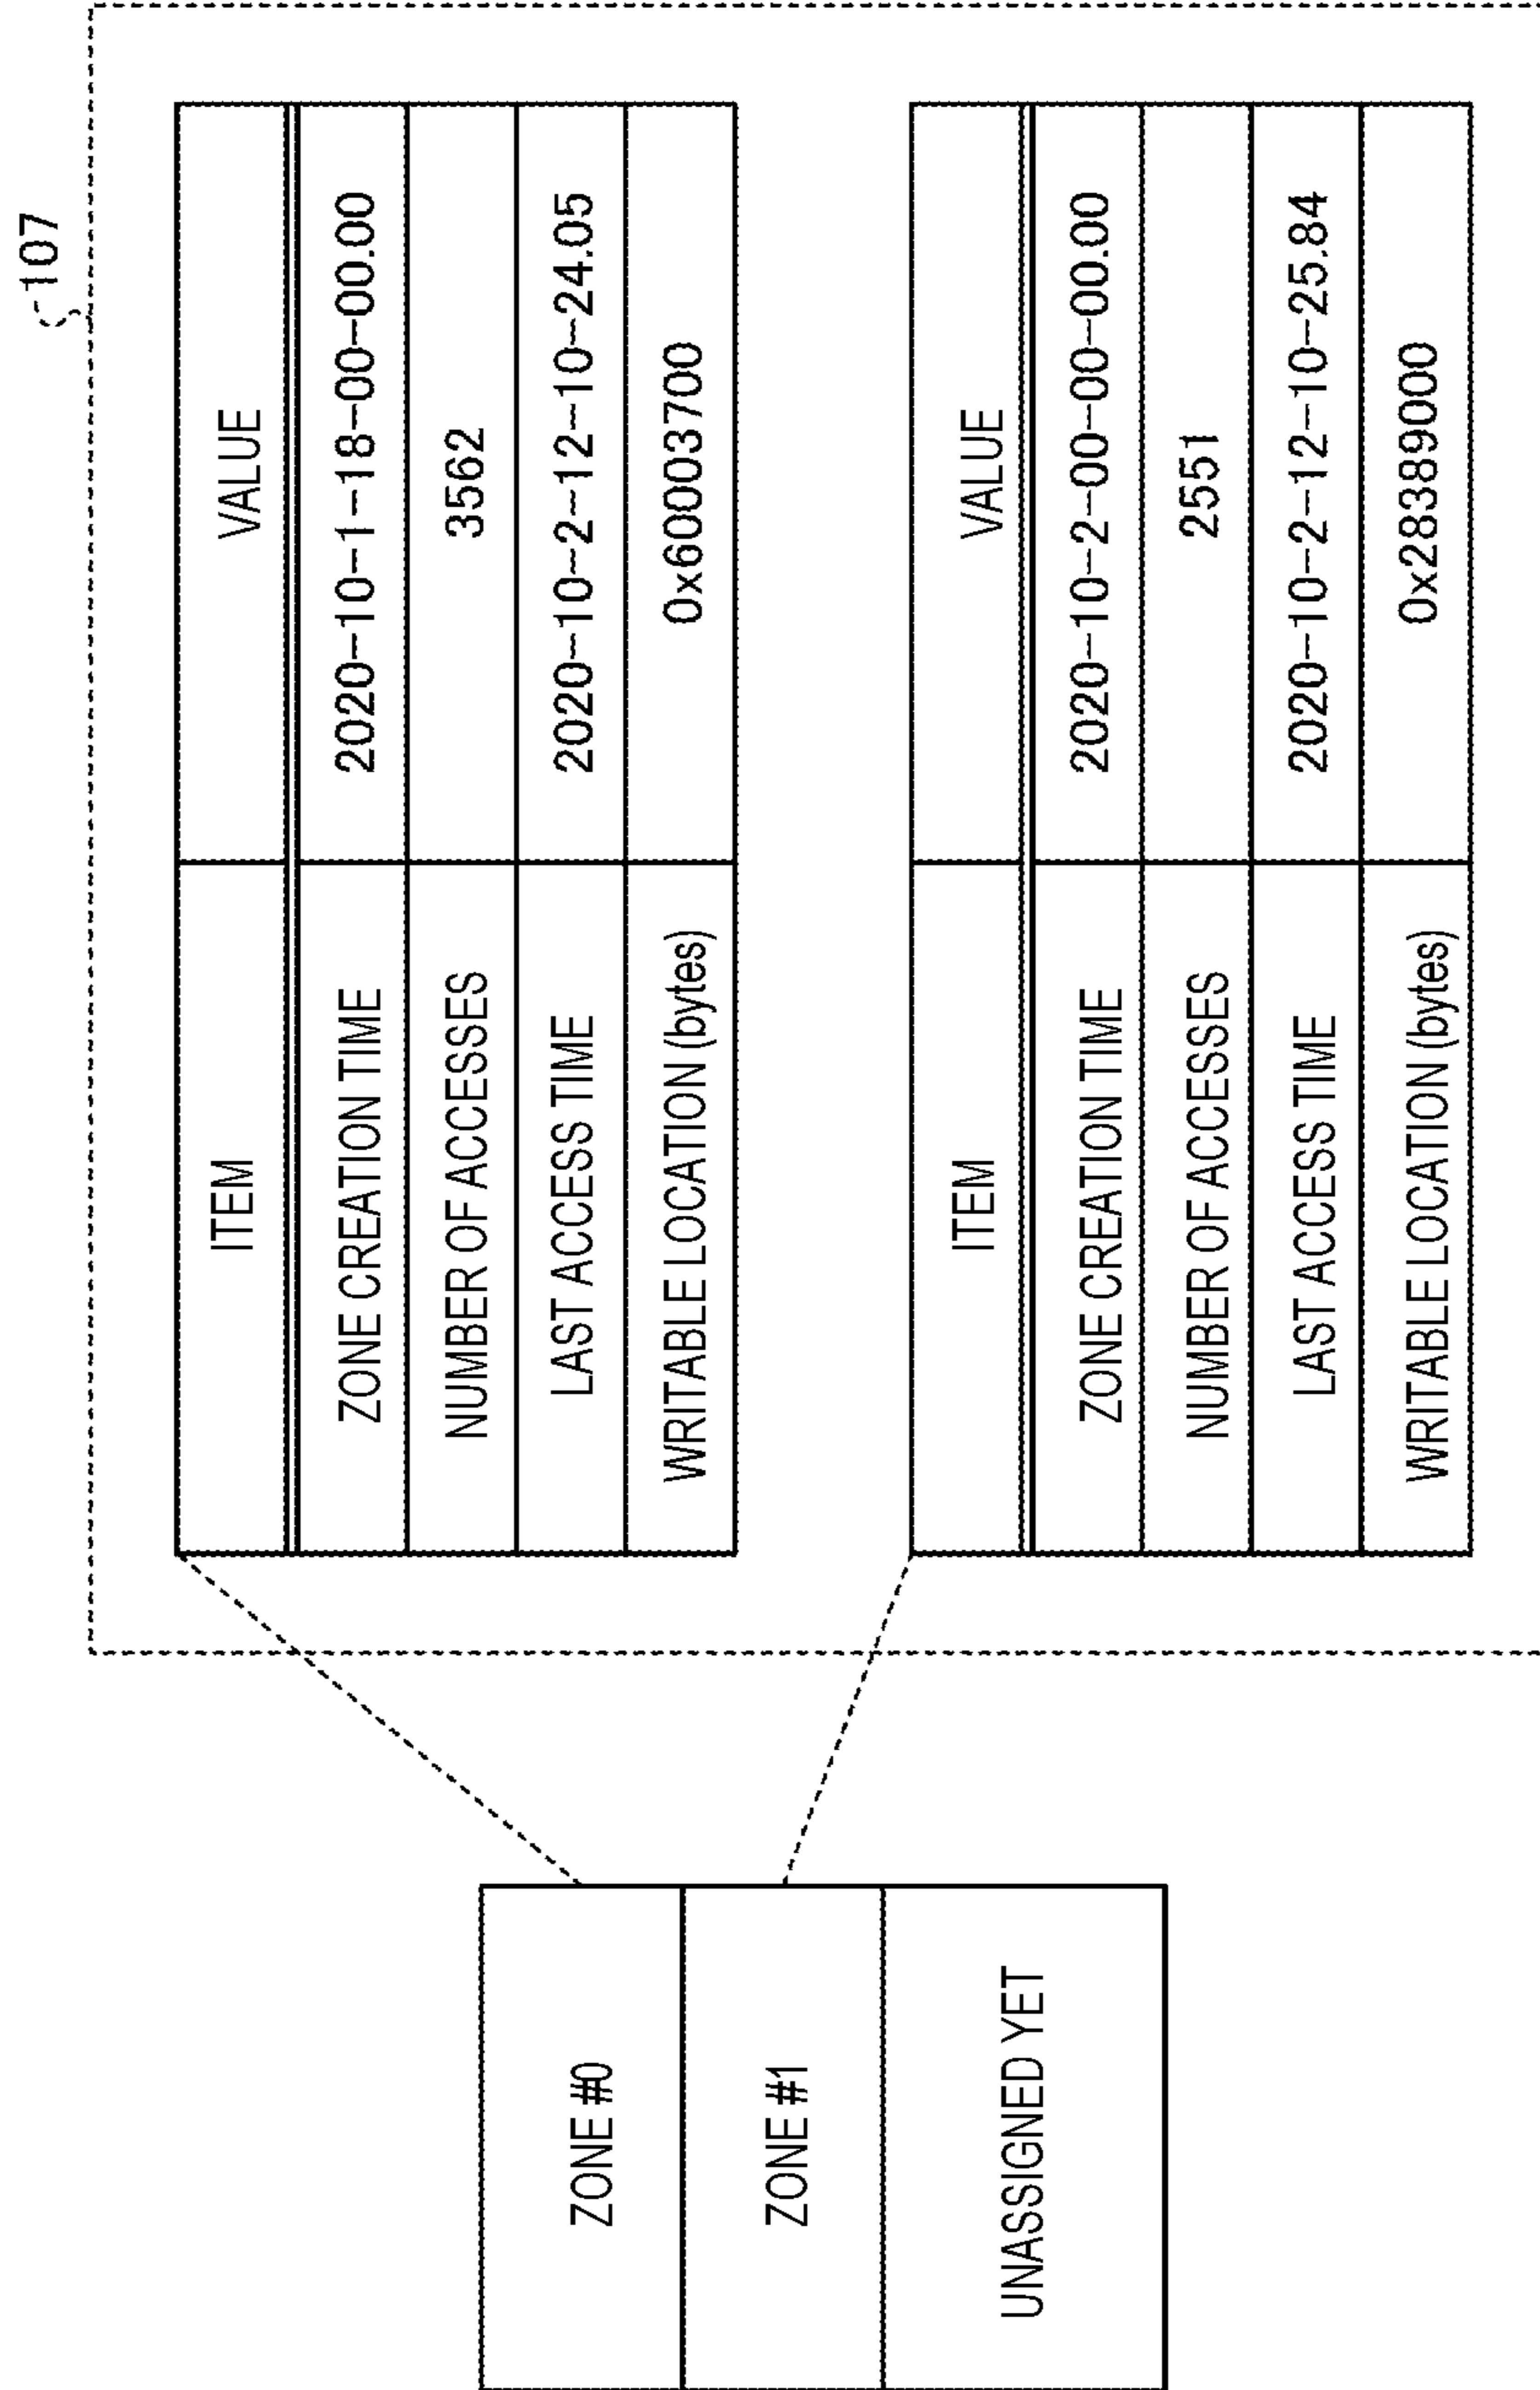 107
ZONE #0
ZONE #1
UNASSIGNED YET
ITEM VALUE
ZONE CREATION TIME 2020-10-1-18-00-00.00
NUMBER OF ACCESSES 3562
LAST ACCESS TIME 2020-10-2-12-10-24.05
WRITABLE LOCATION (bytes) 0x60003700
ITEM VALUE
ZONE CREATION TIME 2020-10-2-00-00-00.00
NUMBER OF ACCESSES 2551
LAST ACCESS TIME 2020-10-2-12-10-25.84
WRITABLE LOCATION (bytes) 0x28389000